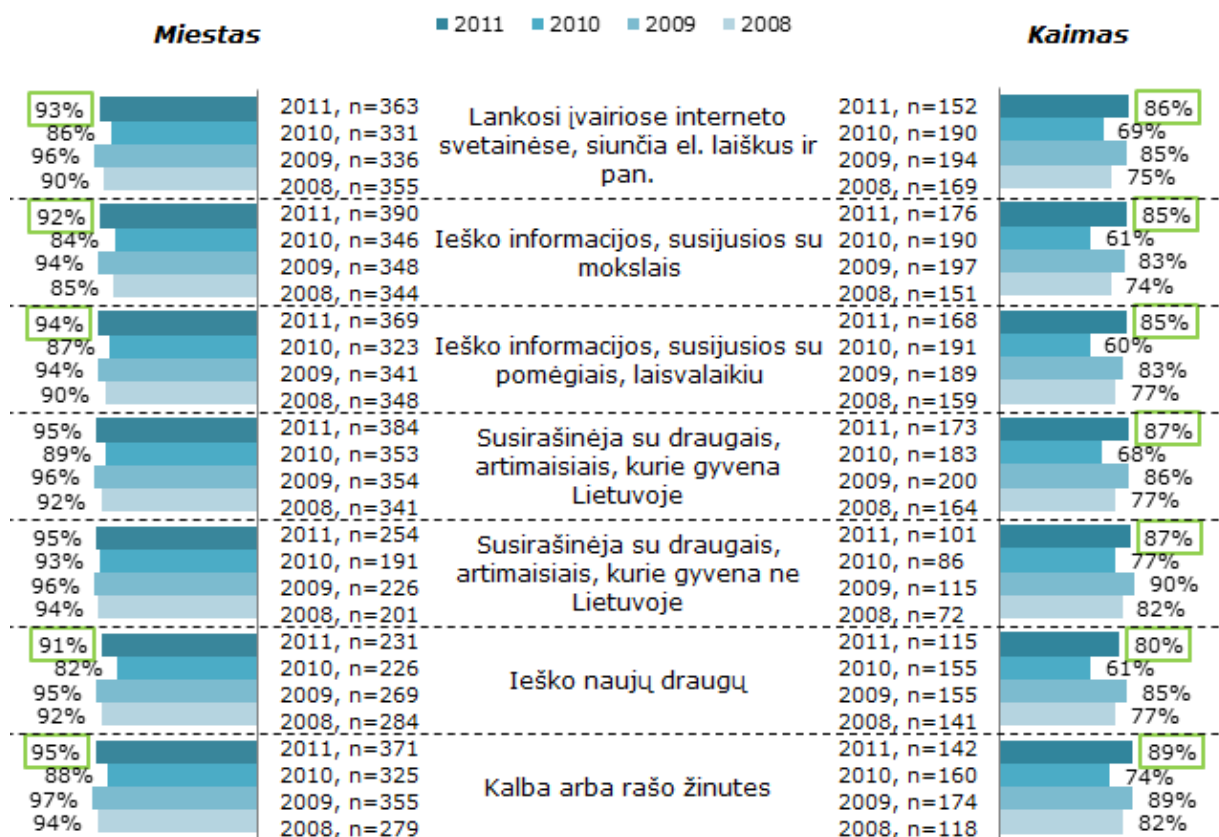 ■ 2011 ■ 2010 ■ 2009 ■ 2008
Miestas
Kaimas
93% 2011, n=363
86% 2010, n=331
96% 2009, n=336
90% 2008, n=355
Lankosi įvairiose interneto
svetainėse, siunčia el. laiškus ir
pan.
2011, n=152 86%
2010, n=190 69%
2009, n=194 85%
2008, n=169 75%
92% 2011, n=390
84% 2010, n=346
94% 2009, n=348
85% 2008, n=344
Ieško informacijos, susijusios su
mokslais
2011, n=176 85%
2010, n=190 61%
2009, n=197 83%
2008, n=151 74%
94% 2011, n=369
87% 2010, n=323
94% 2009, n=341
90% 2008, n=348
Ieško informacijos, susijusios su
pomėgiais, laisvalaikiu
2011, n=168 85%
2010, n=191 60%
2009, n=189 83%
2008, n=159 77%
95% 2011, n=384
89% 2010, n=353
96% 2009, n=354
92% 2008, n=341
Susirašinėja su draugais,
artimaisiais, kurie gyvena
Lietuvoje
2011, n=173 87%
2010, n=183 68%
2009, n=200 86%
2008, n=164 77%
95% 2011, n=254
93% 2010, n=191
96% 2009, n=226
94% 2008, n=201
Susirašinėja su draugais,
artimaisiais, kurie gyvena ne
Lietuvoje
2011, n=101 87%
2010, n=86 77%
2009, n=115 90%
2008, n=72 82%
91% 2011, n=231
82% 2010, n=226
95% 2009, n=269
92% 2008, n=284
Ieško naujų draugų
2011, n=115 80%
2010, n=155 61%
2009, n=155 85%
2008, n=141 77%
95% 2011, n=371
88% 2010, n=325
97% 2009, n=355
94% 2008, n=279
Kalba arba rašo žinutes
2011, n=142 89%
2010, n=160 74%
2009, n=174 89%
2008, n=118 82%